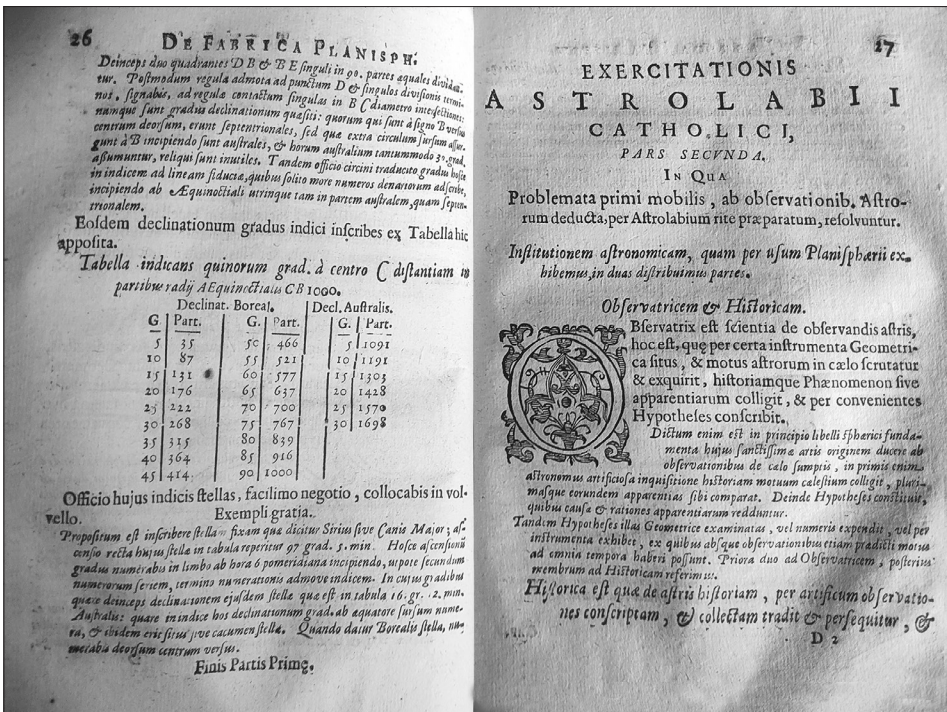 26
DE FABRICA PLANISPH.
Deinceps duo quadrantes D B & B E singuli in 90. partes æquales dividan-
tur. Postmodum regula admota ad punctum D & singulos divisionis termi-
nos, signabis, ad regulæ contactum singulas in B C diametro intersectiones:
numque sunt gradus declinationum quæsiti: quorum qui sunt à signo B versus
centrum deorsum, erunt septentrionales, sed quæ extra circulum sursum assur-
gunt à B incipiendo sunt australes, & horum australium tantummodo 30. grad.
assumuntur, reliqui sunt inutiles. Tandem officio circini traducito gradus hosce
in indicem ad lineam fiduciæ, quibus solito more numeros denariorum adscribe,
incipiendo ab Æquinoctiali utrinque tam in partem australem, quam septen-
trionalem.
Eosdem declinationum gradus indici inscribes ex Tabella hic
apposita.
Tabella indicans quinorum grad. à centro C distantiam in
partibus radij AEquinoctialis CB 1000.
Declinat. Boreal. Decl. Australis.
G Part. G. Part. G. Part.
5 35 50 466 5 1091
10 87 55 521 10 1191
15 131 60 577 15 1303
20 176 65 637 20 1428
25 222 70 700 25 1570
30 268 75 767 30 1698
35 315 80 839
40 364 85 916
45 414 90 1000
Officio hujus indicis stellas, facilimo negotio, collocabis in vol-
vello. Exempli gratia.
Propositum est inscribere stellam fixam quæ dicitur Sirius sive Canis Major; as-
censio recta hujus stellæ in tabula reperitur 97 grad. 5. min. Hosce ascensionū
gradus numerabis in limbo ab hora 6 pomeridiana incipiendo, utpote secundum
numerorum seriem, termino numerationis admove indicem. In cujus gradibus
quære deinceps declinationem ejusdem stellæ quæ est in tabula 16. gr. 12. min.
Australis: quare in indice hos declinationum grad. ab æquatore sursum nume-
ra, & ibidem erit situs sive cacumen stellæ. Quando datur Borealis stella, nu-
merabis deorsum centrum versus.
Finis Partis Primę.
27
EXERCITATIONIS
ASTROLABII
CATHOLICI,
PARS SECVNDA.
IN QUA
Problemata primi mobilis, ab observationib. Astro-
rum deducta, per Astrolabium rite præparatum, resolvuntur.
Institutionem astronomicam, quam per usum Planisphærii ex-
hibemus, in duas distribuimus partes.
Observatricem & Historicam.
OBservatrix est scientia de observandis astris,
hoc est, quę per certa instrumenta Geometri-
ca situs, & motus astrorum in cælo scrutatur
& exquirit, historiamque Phænomenon sive
apparentiarum colligit, & per convenientes
Hypotheses conscribit.
Dictum enim est in principio libelli sphærici funda-
menta hujus sanctissimæ artis originem ducere ab
observationibus de cælo sumptis, in primis enim
astronomus artificiosa inquisitione historiam motuum cælestium collegit, pluri-
masque eorundem apparentias sibi comparat. Deinde Hypotheses constituit,
quibus causæ & rationes apparentiarum redduntur.
Tandem Hypotheses illas Geometrice examinatas, vel numeris expendit, vel per
instrumenta exhibet, ex quibus absque observationibus etiam prædicti motus
ad omnia tempora haberi possunt. Priora duo ad Observatricem, posterius
membrum ad Historicam referimus.
Historica est quæ de astris historiam, per artificum observatio-
nes conscriptam, & collectam tradit & persequitur, &
D 2